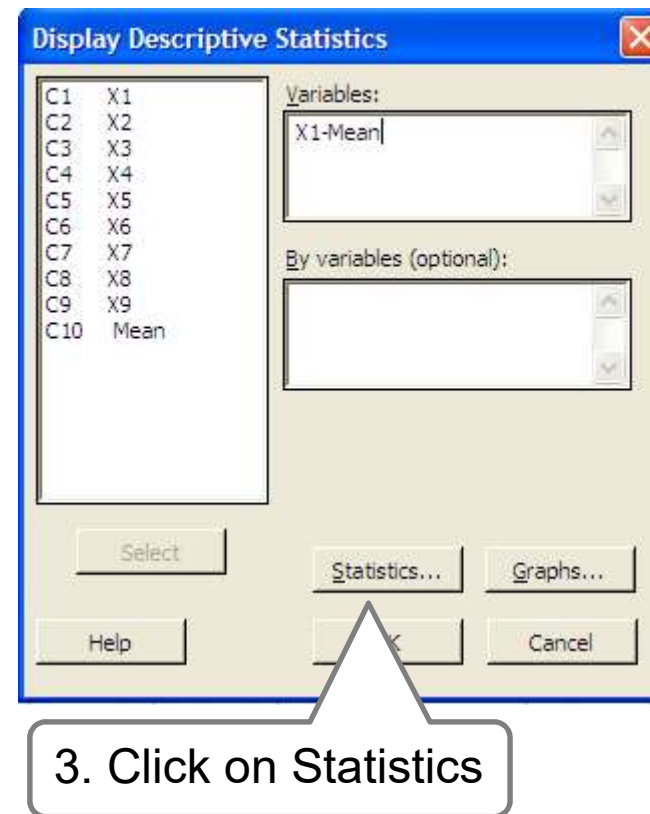 Display Descriptive Statistics
C1 X1
C2 X2
C3 X3
C4 X4
C5 X5
C6 X6
C7 X7
C8 X8
C9 X9
C10 Mean
Variables:
X1-Mean
By variables (optional):
Select
Statistics...
Graphs...
Help
Cancel
3. Click on Statistics